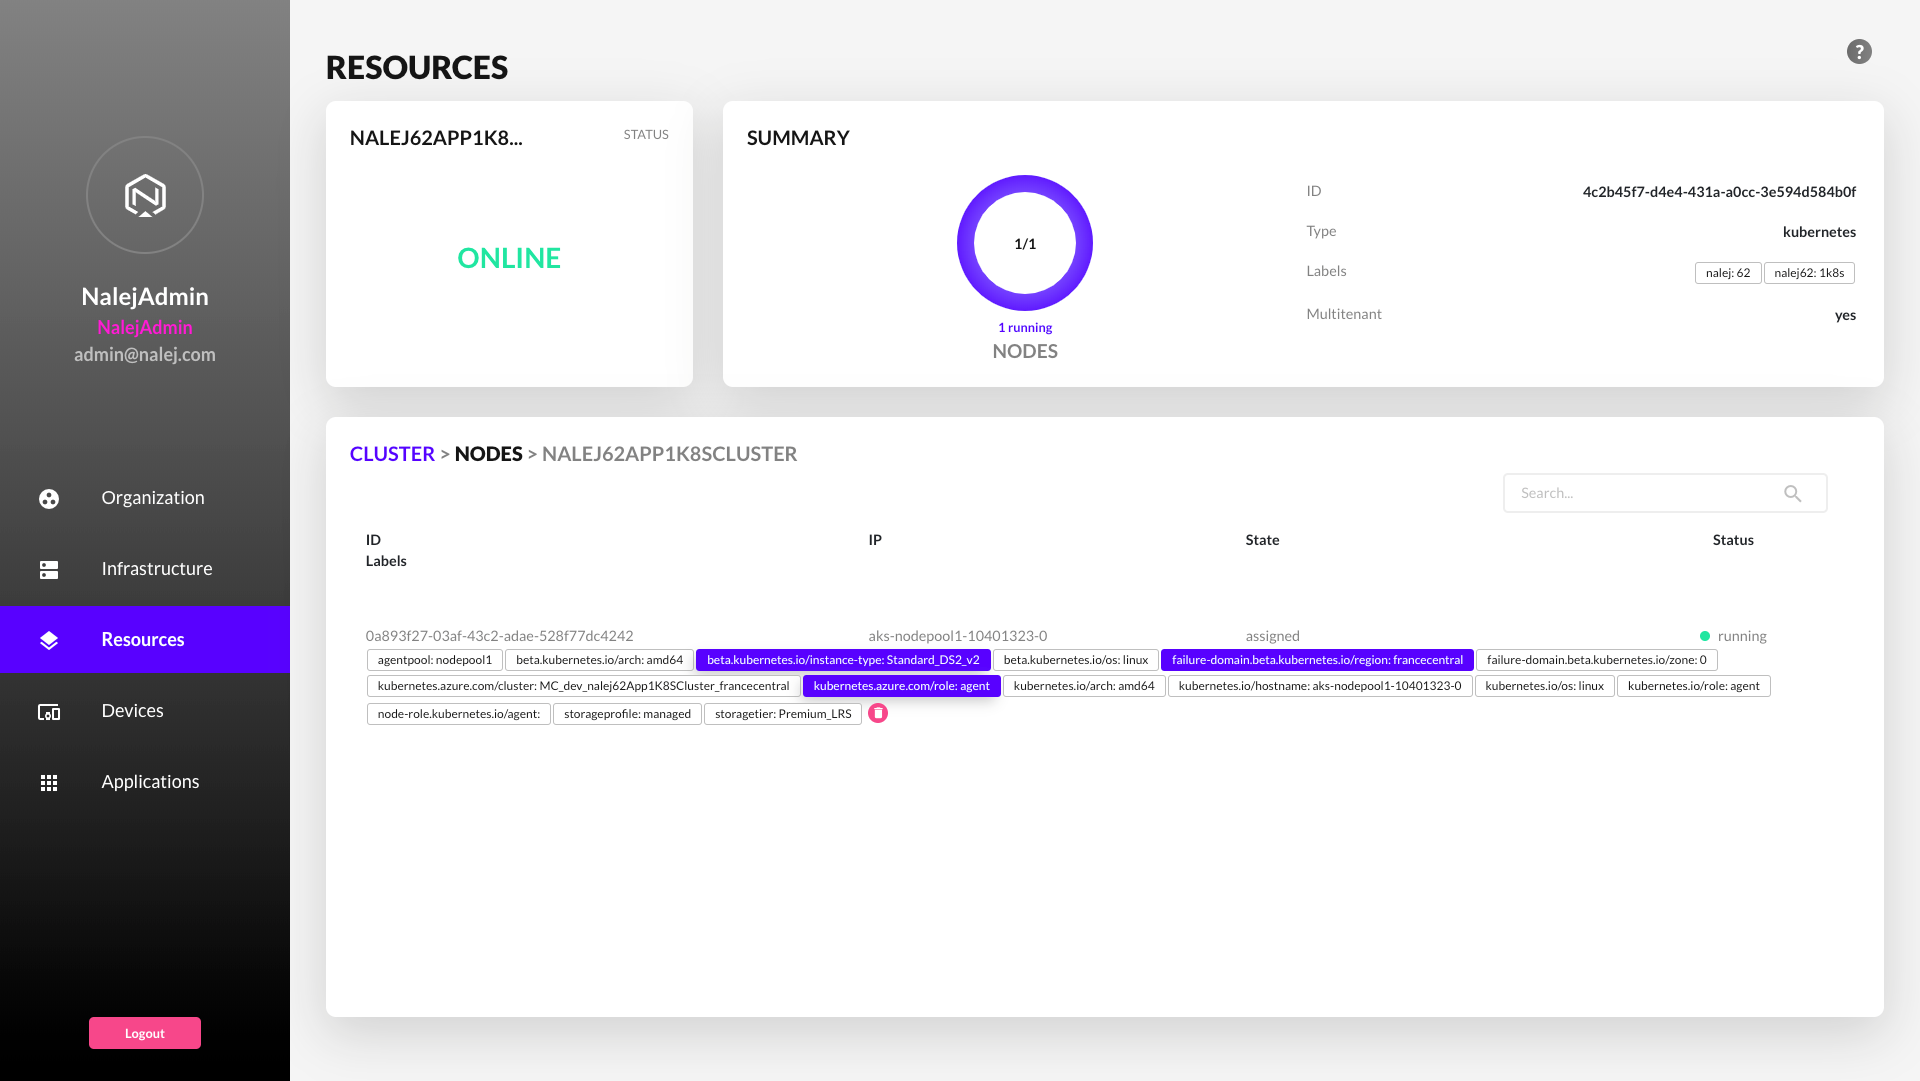 NalejAdmin
NalejAdmin
admin@nalej.com
Organization
Infrastructure
Resources
Devices
Applications
Logout
RESOURCES
?
NALEJ62APP1K8...
STATUS
ONLINE
SUMMARY
1/1
1 running
NODES
ID 4c2b45f7-d4e4-431a-a0cc-3e594d584b0f
Type kubernetes
Labels nalej: 62 nalej62: 1k8s
Multitenant yes
CLUSTER > NODES > NALEJ62APP1K8SCLUSTER
Search...
ID IP State Status
Labels
0a893f27-03af-43c2-adae-528f77dc4242 aks-nodepool1-10401323-0 assigned running
agentpool: nodepool1 beta.kubernetes.io/arch: amd64 beta.kubernetes.io/instance-type: Standard_DS2_v2 beta.kubernetes.io/os: linux failure-domain.beta.kubernetes.io/region: francecentral failure-domain.beta.kubernetes.io/zone: 0
kubernetes.azure.com/cluster: MC_dev_nalej62App1K8SCluster_francecentral kubernetes.azure.com/role: agent kubernetes.io/arch: amd64 kubernetes.io/hostname: aks-nodepool1-10401323-0 kubernetes.io/os: linux kubernetes.io/role: agent
node-role.kubernetes.io/agent: storageprofile: managed storagetier: Premium_LRS